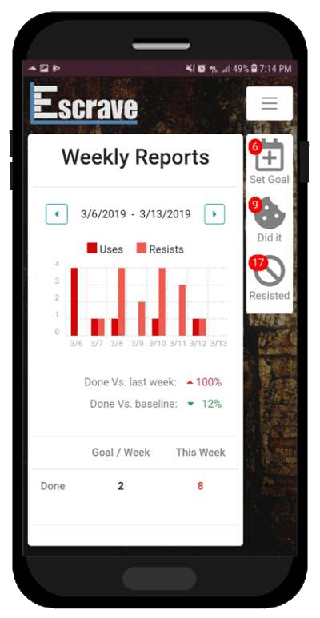 49% 7:14 PM
Escrave
Weekly Reports
3/6/2019 - 3/13/2019
Uses Resists
4
3
2
1
0
3/6 3/7 3/8 3/9 3/10 3/11 3/12 3/13
Done Vs. last week: 100%
Done Vs. baseline: 12%
Goal / Week This Week
Done 2 8
6
Set Goal
9
Did it
17
Resisted